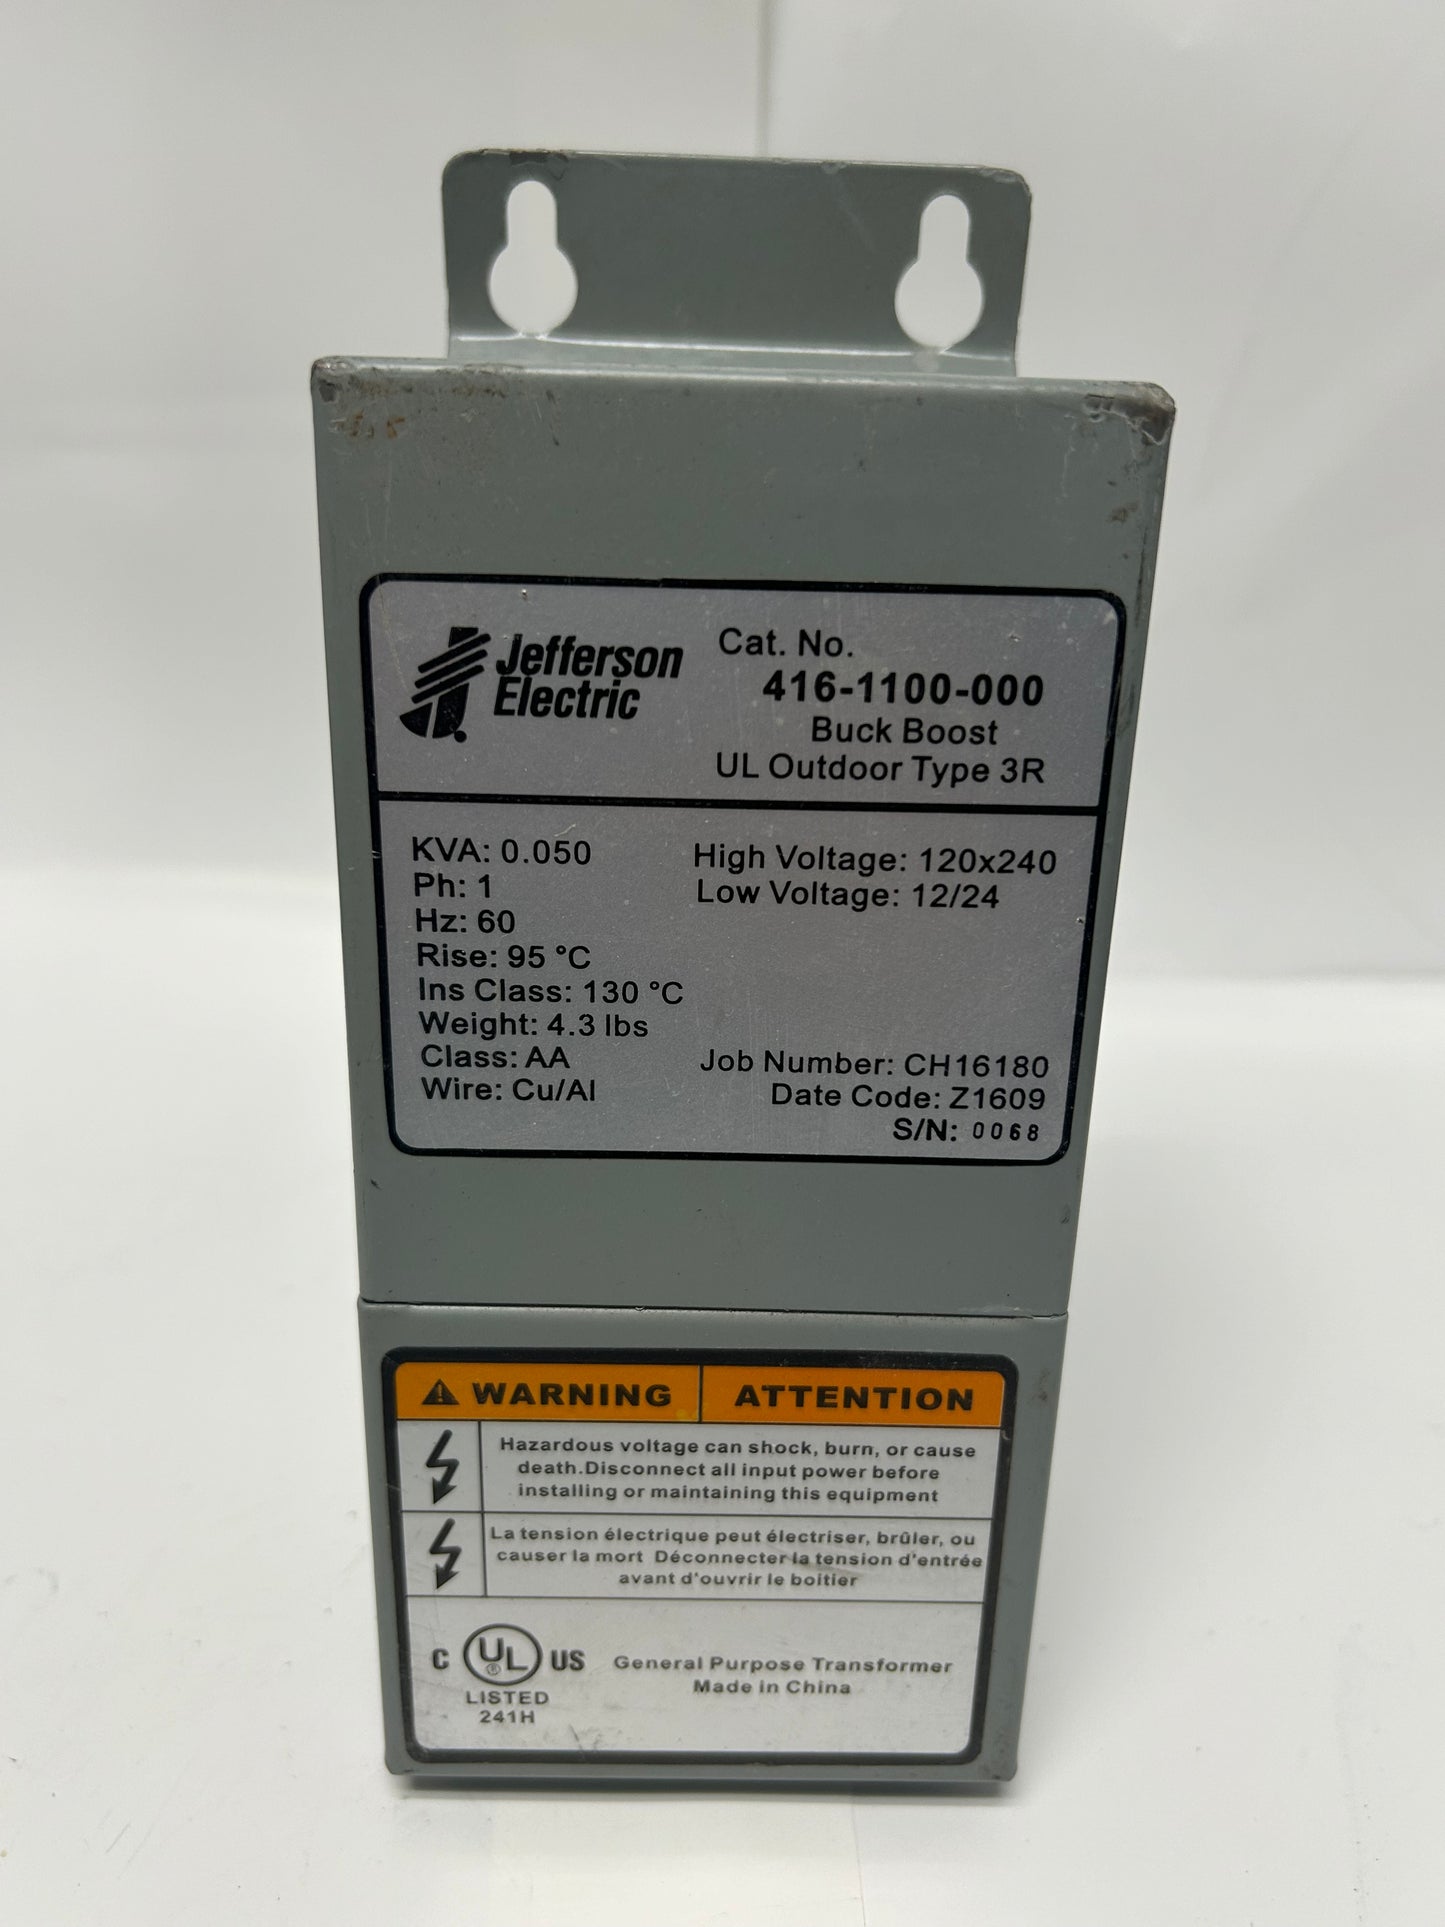 Jefferson
Electric
Cat. No.
416-1100-000
Buck Boost
UL Outdoor Type 3R
KVA: 0.050
Ph: 1
Hz: 60
Rise: 95 °C
Ins Class: 130 °C
Weight: 4.3 lbs
Class: AA
Wire: Cu/Al
High Voltage: 120x240
Low Voltage: 12/24
Job Number: CH16180
Date Code: Z1609
S/N: 0068
WARNING
ATTENTION
Hazardous voltage can shock, burn, or cause
death.Disconnect all input power before
installing or maintaining this equipment
La tension électrique peut électriser, brûler, ou
causer la mort Déconnecter la tension d'entrée
avant d'ouvrir le boitier
C UL ® US
LISTED
241H
General Purpose Transformer
Made in China